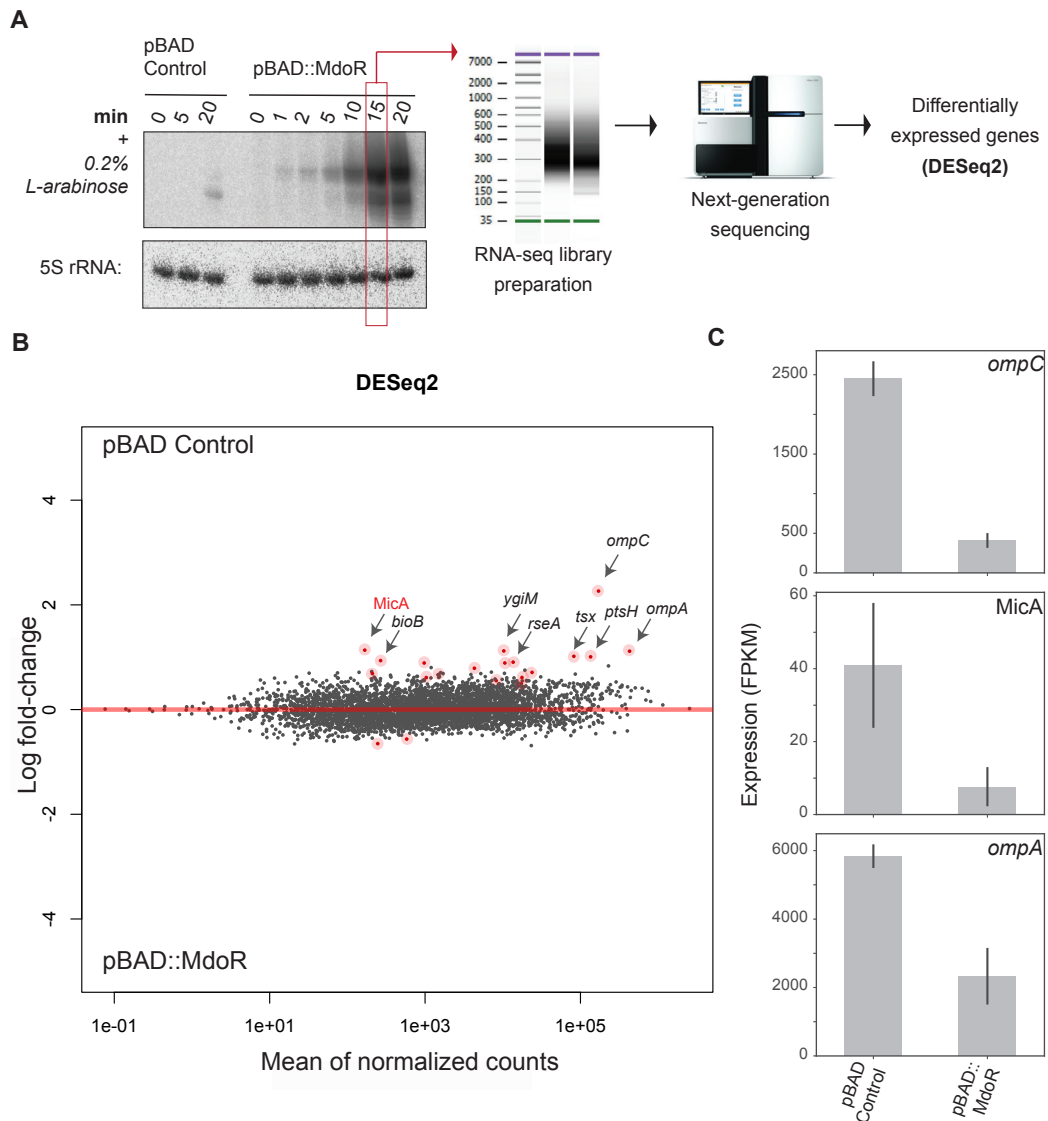 A
pBAD
Control
pBAD::MdoR
min
0 5 20
0 1 2 5 10 15 20
+
0.2%
L-arabinose
5S rRNA:
7000
2000
1000
600
500
400
300
200
150
100
35
RNA-seq library
preparation
Next-generation
sequencing
Differentially
expressed genes
(DESeq2)
B
DESeq2
pBAD Control
ompC
MicA
bioB
ygiM
rseA
tsx
ptsH
ompA
pBAD::MdoR
Log fold-change
4
2
0
-2
-4
1e-01
1e+01
1e+03
1e+05
Mean of normalized counts
C
ompC
2500
1500
500
0
MicA
60
40
20
0
ompA
6000
4000
2000
0
Expression (FPKM)
pBAD
Control
pBAD::
MdoR